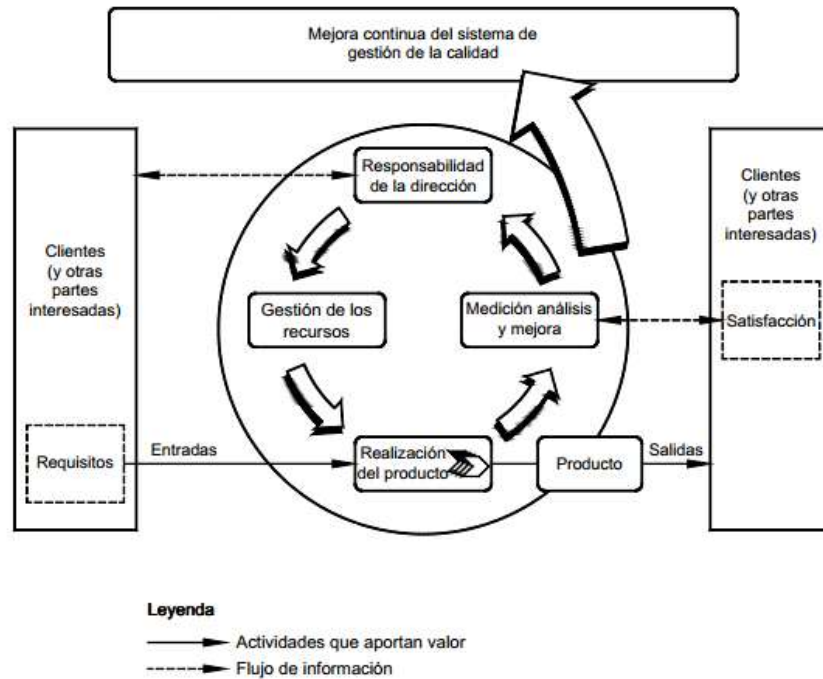 Mejora continua del sistema de
gestión de la calidad
Responsabilidad
de la dirección
Clientes
(y otras
partes
interesadas)
Clientes
(y otras
partes
interesadas)
Gestión de los
recursos
Medición análisis
y mejora
Satisfacción
Requisitos
Entradas
Realización
del producto
Producto
Salidas
Leyenda
Actividades que aportan valor
Flujo de información